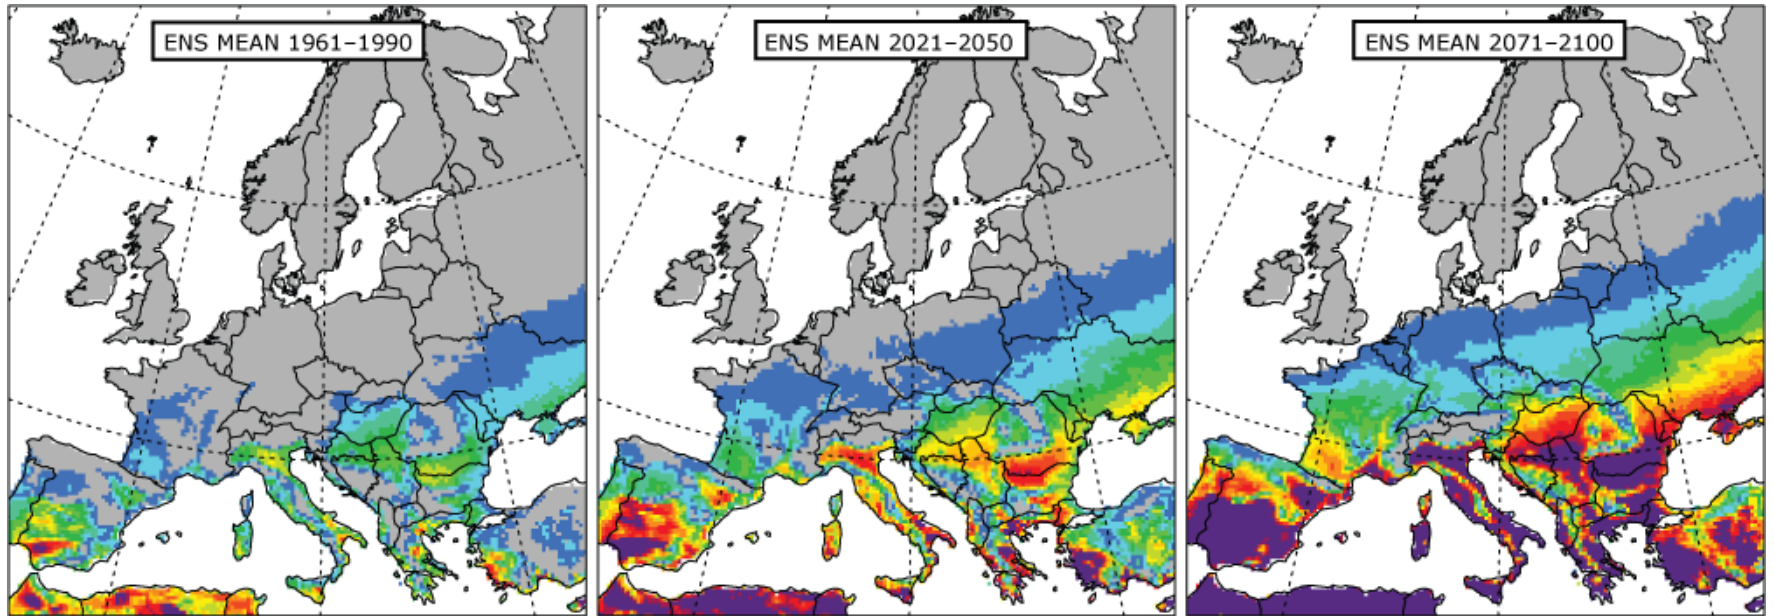 ENS MEAN 1961–1990
ENS MEAN 2021–2050
ENS MEAN 2071–2100